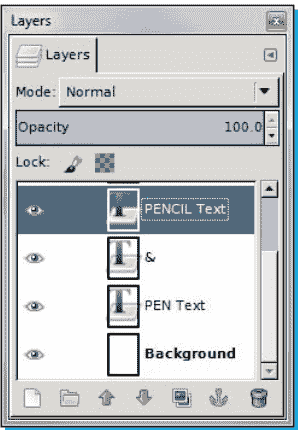 Layers
Layers
Mode: Normal
Opacity 100.0
Lock:
PENCIL Text
&
PEN Text
Background